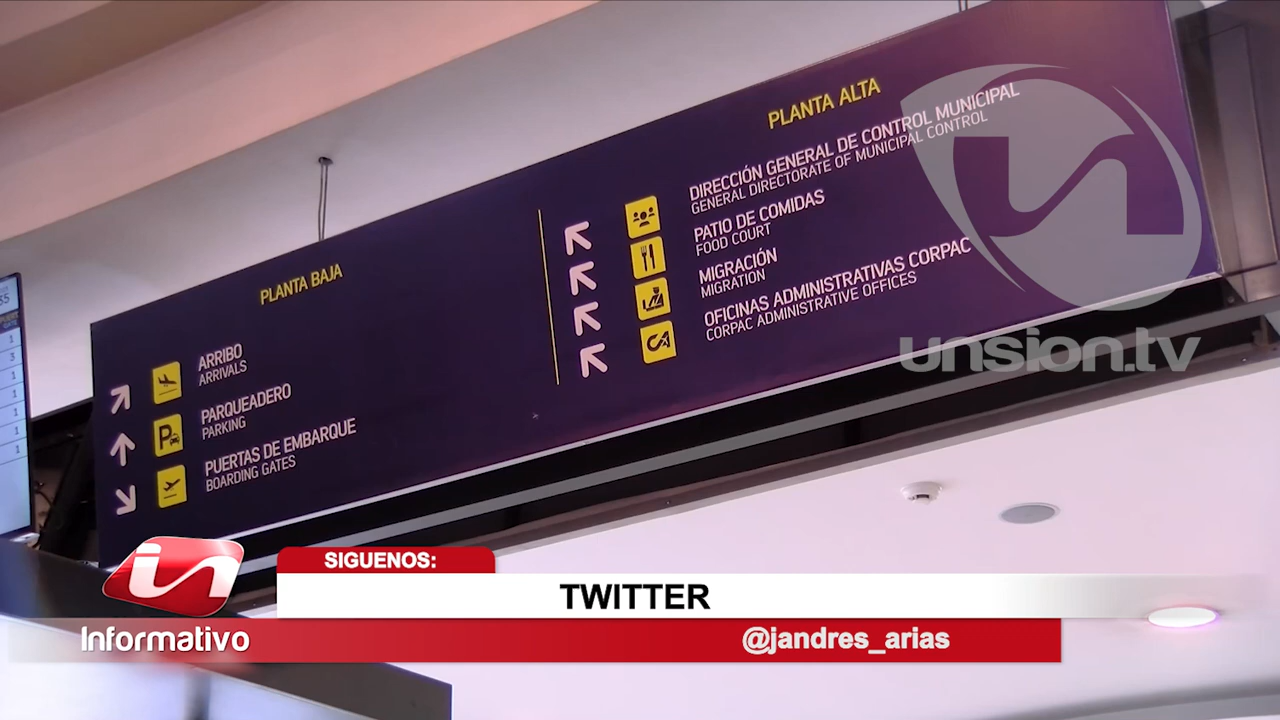 PLANTA BAJA
ARRIBO
ARRIVALS
P
PARQUEADERO
PARKING
PUERTAS DE EMBARQUE
BOARDING GATES
PLANTA ALTA
DIRECCIÓN GENERAL DE CONTROL MUNICIPAL
GENERAL DIRECTORATE OF MUNICIPAL CONTROL
PATIO DE COMIDAS
FOOD COURT
MIGRACIÓN
MIGRATION
OFICINAS ADMINISTRATIVAS CORPAC
CORPAC ADMINISTRATIVE OFFICES
unsion.tv
SIGUENOS:
TWITTER
Informativo
@jandres_arias